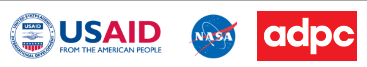 USAID
FROM THE AMERICAN PEOPLE
NASA
adpc